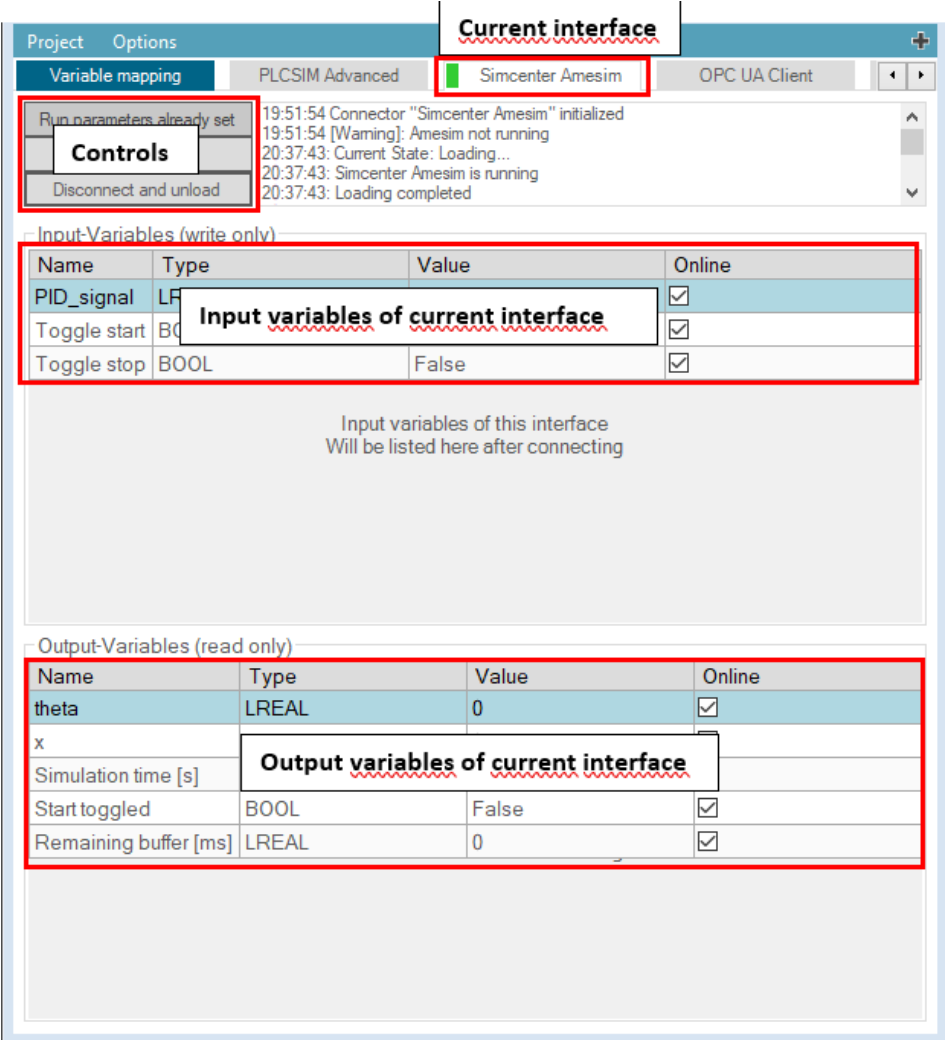 Current interface
Project Options
Variable mapping PLCSIM Advanced Simcenter Amesim OPC UA Client
Run parameters already set
Controls
Disconnect and unload
19:51:54 Connector "Simcenter Amesim" initialized
19:51:54 [Warning]: Amesim not running
20:37:43: Current State: Loading...
20:37:43: Simcenter Amesim is running
20:37:43: Loading completed
Input-Variables (write only)
Name Type Value Online
PID_signal
Input variables of current interface
Toggle start
Toggle stop BOOL False
Input variables of this interface
Will be listed here after connecting
Output-Variables (read only)
Name Type Value Online
theta LREAL 0
x
Output variables of current interface
Simulation time [s]
Start toggled BOOL False
Remaining buffer [ms] LREAL 0